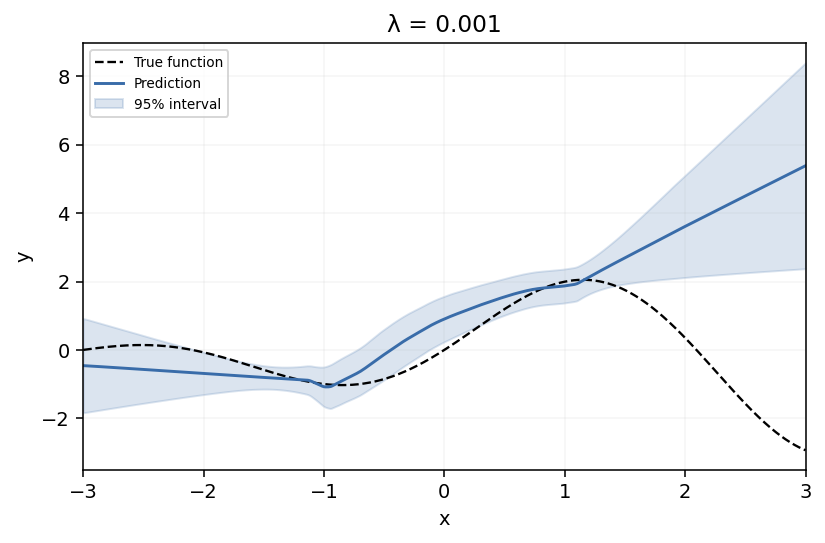 λ = 0.001
True function
Prediction
95% interval
8
6
4
2
0
−2
y
−3 −2 −1 0 1 2 3
x